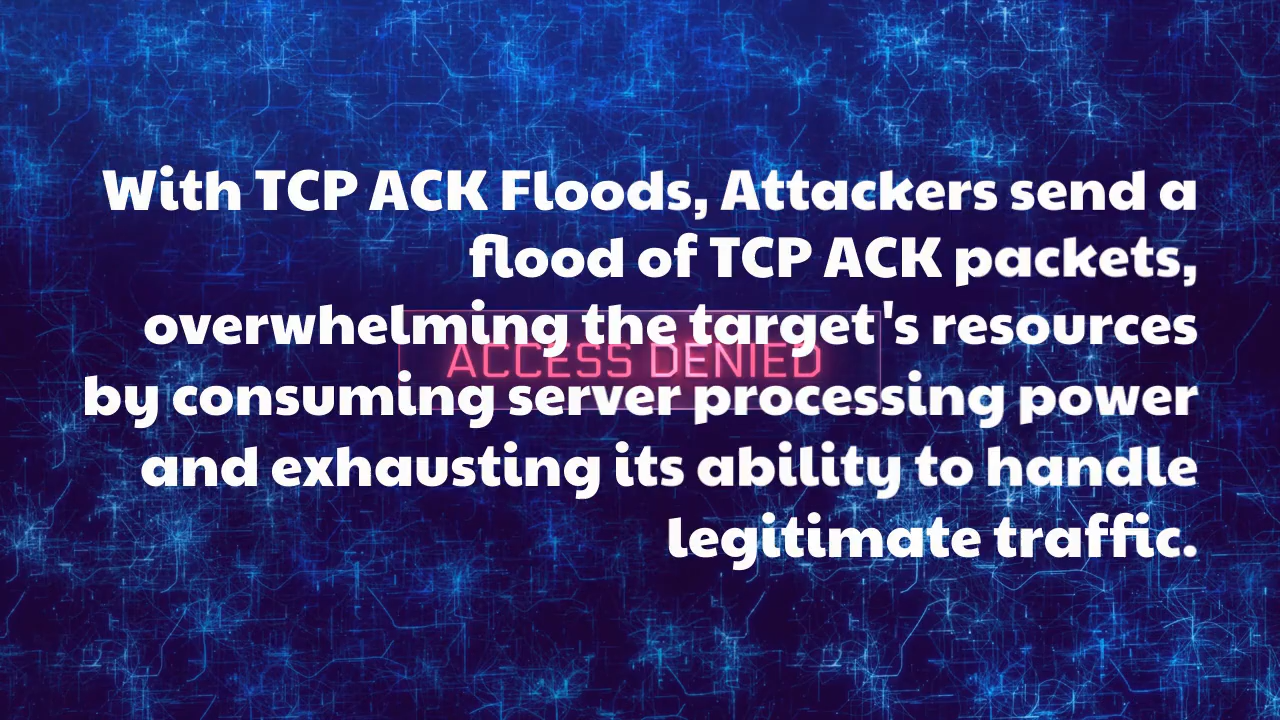 With TCP ACK Floods, Attackers send a
flood of TCP ACK packets,
overwhelming the target's resources
ACCESS DENIED
by consuming server processing power
and exhausting its ability to handle
legitimate traffic.